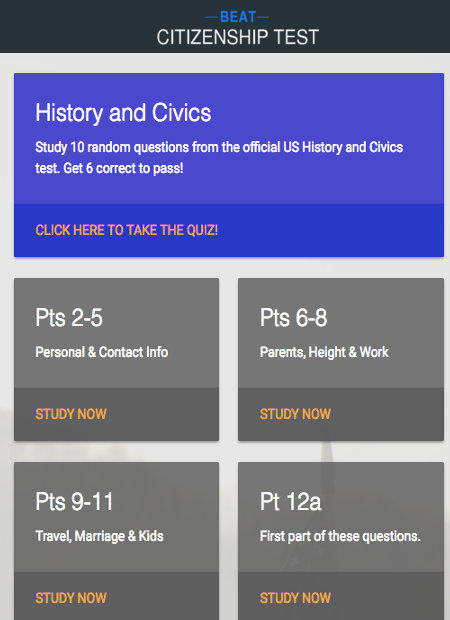 —BEAT—
CITIZENSHIP TEST
History and Civics
Study 10 random questions from the official US History and Civics
test. Get 6 correct to pass!
CLICK HERE TO TAKE THE QUIZ!
Pts 2-5
Personal & Contact Info
STUDY NOW
Pts 6-8
Parents, Height & Work
STUDY NOW
Pts 9-11
Travel, Marriage & Kids
STUDY NOW
Pt 12a
First part of these questions.
STUDY NOW